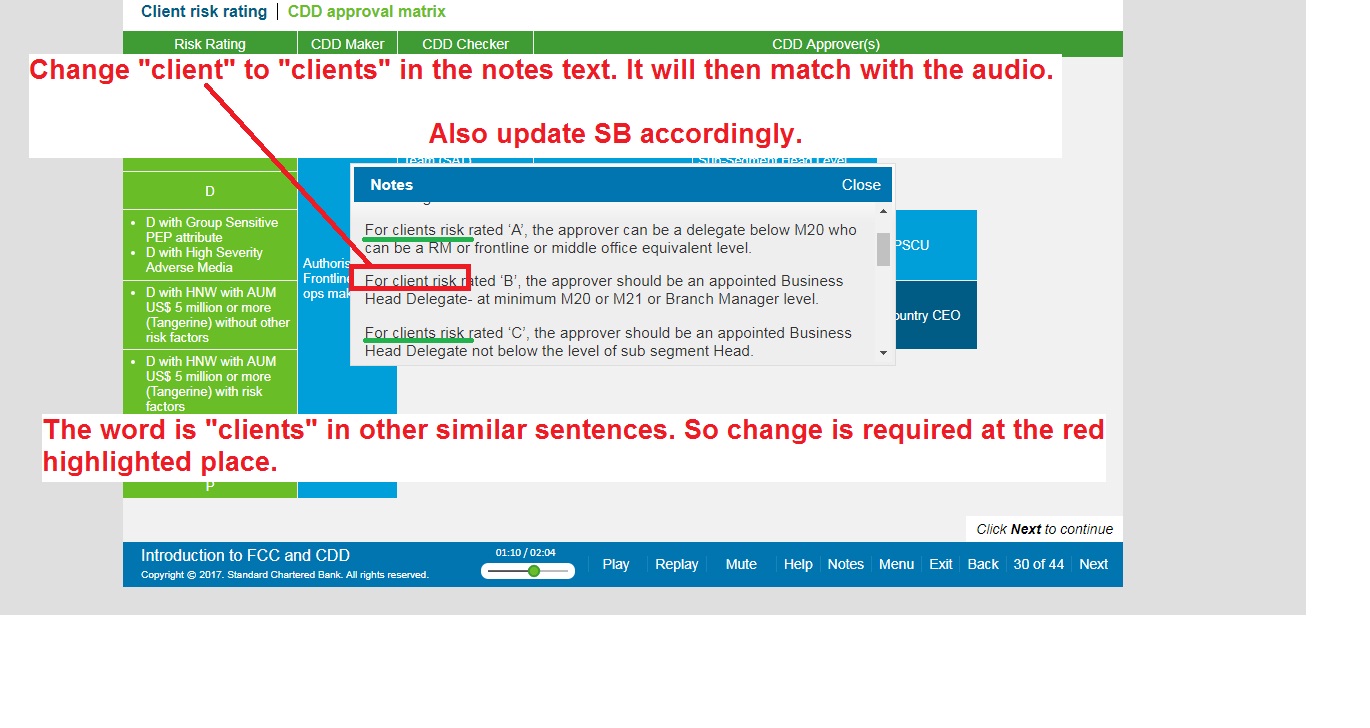 Client risk rating | CDD approval matrix
Risk Rating CDD Maker CDD Checker CDD Approver(s)
Change "client" to "clients" in the notes text. It will then match with the audio.
Also update SB accordingly.
Team (SAT) Sub-Segment Head Level
D
D with Group Sensitive
PEP attribute
D with High Severity
Adverse Media
D with HNW with AUM
US$ 5 million or more
(Tangerine) without other
risk factors
D with HNW with AUM
US$ 5 million or more
(Tangerine) with risk
factors
P
Notes Close
For clients risk rated ‘A’, the approver can be a delegate below M20 who
can be a RM or frontline or middle office equivalent level.
For client risk rated ‘B’, the approver should be an appointed Business
Head Delegate- at minimum M20 or M21 or Branch Manager level.
For clients risk rated ‘C’, the approver should be an appointed Business
Head Delegate not below the level of sub segment Head.
PSCU
CEO
The word is "clients" in other similar sentences. So change is required at the red
highlighted place.
Click Next to continue
Introduction to FCC and CDD
Copyright © 2017. Standard Chartered Bank. All rights reserved.
01:10 / 02:04
Play Replay Mute Help Notes Menu Exit Back 30 of 44 Next